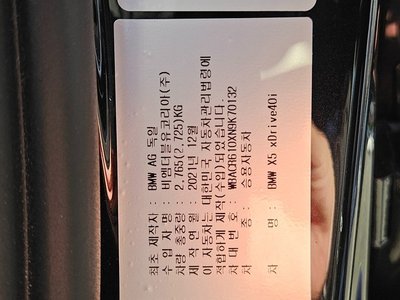 최초 제작자 : BMW AG 독일
수 입 자 명 : 비엠더블유코리아(주)
차량 총중량 : 2,765(2,725)KG
제 작 연 월 : 2021년 12월
이 자동차는 대한민국 자동차관리법령에
적합하게 제작(수입)되었습니다.
차 대 번 호 : WBACR6100XN9K70132
차 종 : 승용자동차
차 명 : BMW X5 xDrive40i